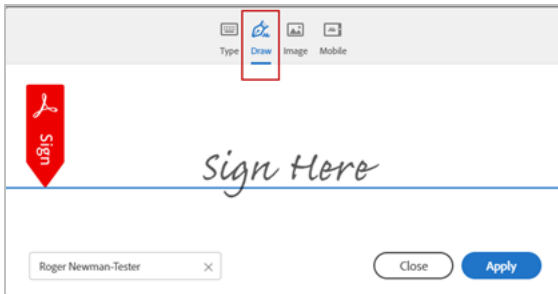 Type Draw Image Mobile
Sign
Sign Here
Roger Newman-Tester
Close Apply